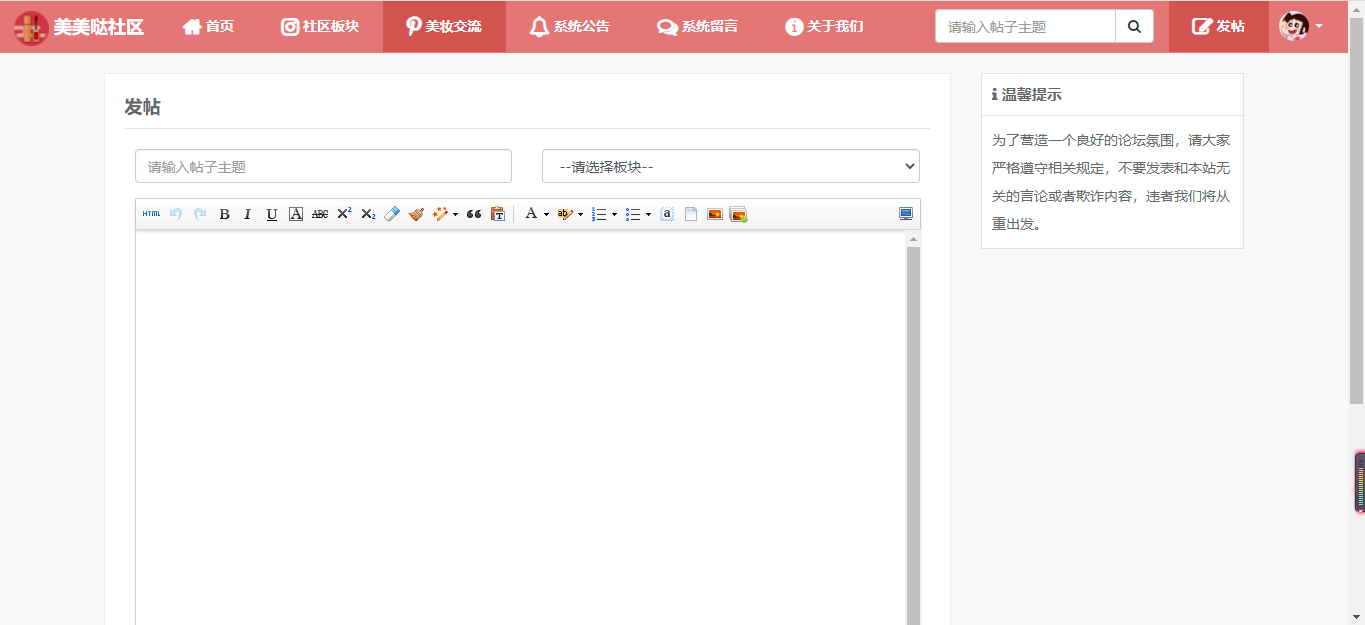 美美哒社区 首页 社区板块 美妆交流 系统公告 系统留言 关于我们 请输入帖子主题 发帖
发帖
请输入帖子主题 --请选择板块--
HTML B I U A ABC X² X₂ A ab a
温馨提示
为了营造一个良好的论坛氛围，请大家
严格遵守相关规定，不要发表和本站无
关的言论或者欺诈内容，违者我们将从
重出发。